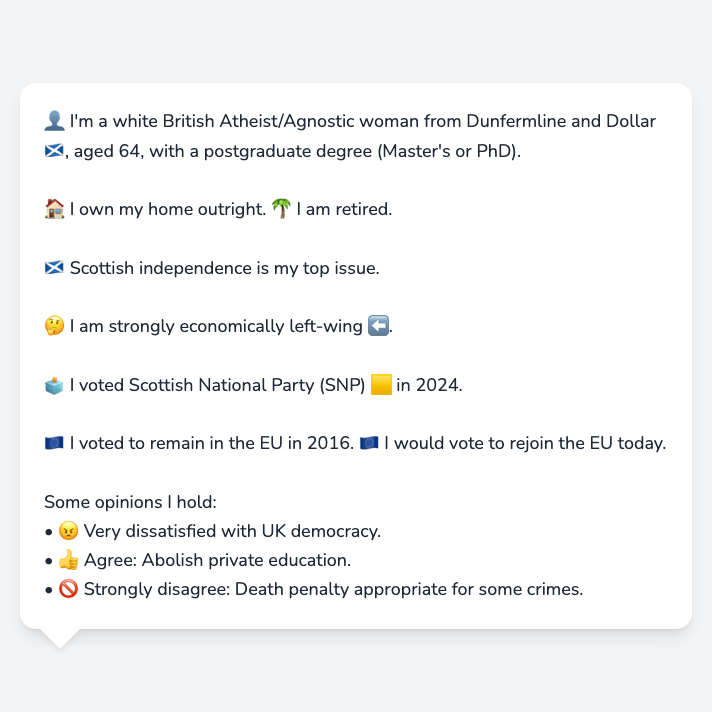 👤 I'm a white British Atheist/Agnostic woman from Dunfermline and Dollar
🏴󠁧󠁢󠁳󠁣󠁴󠁿, aged 64, with a postgraduate degree (Master's or PhD).
🏠 I own my home outright. 🌴 I am retired.
🏴󠁧󠁢󠁳󠁣󠁴󠁿 Scottish independence is my top issue.
🤔 I am strongly economically left-wing ⬅️.
🗳️ I voted Scottish National Party (SNP) 🟨 in 2024.
🇪🇺 I voted to remain in the EU in 2016. 🇪🇺 I would vote to rejoin the EU today.
Some opinions I hold:
• 😠 Very dissatisfied with UK democracy.
• 👍 Agree: Abolish private education.
• 🚫 Strongly disagree: Death penalty appropriate for some crimes.